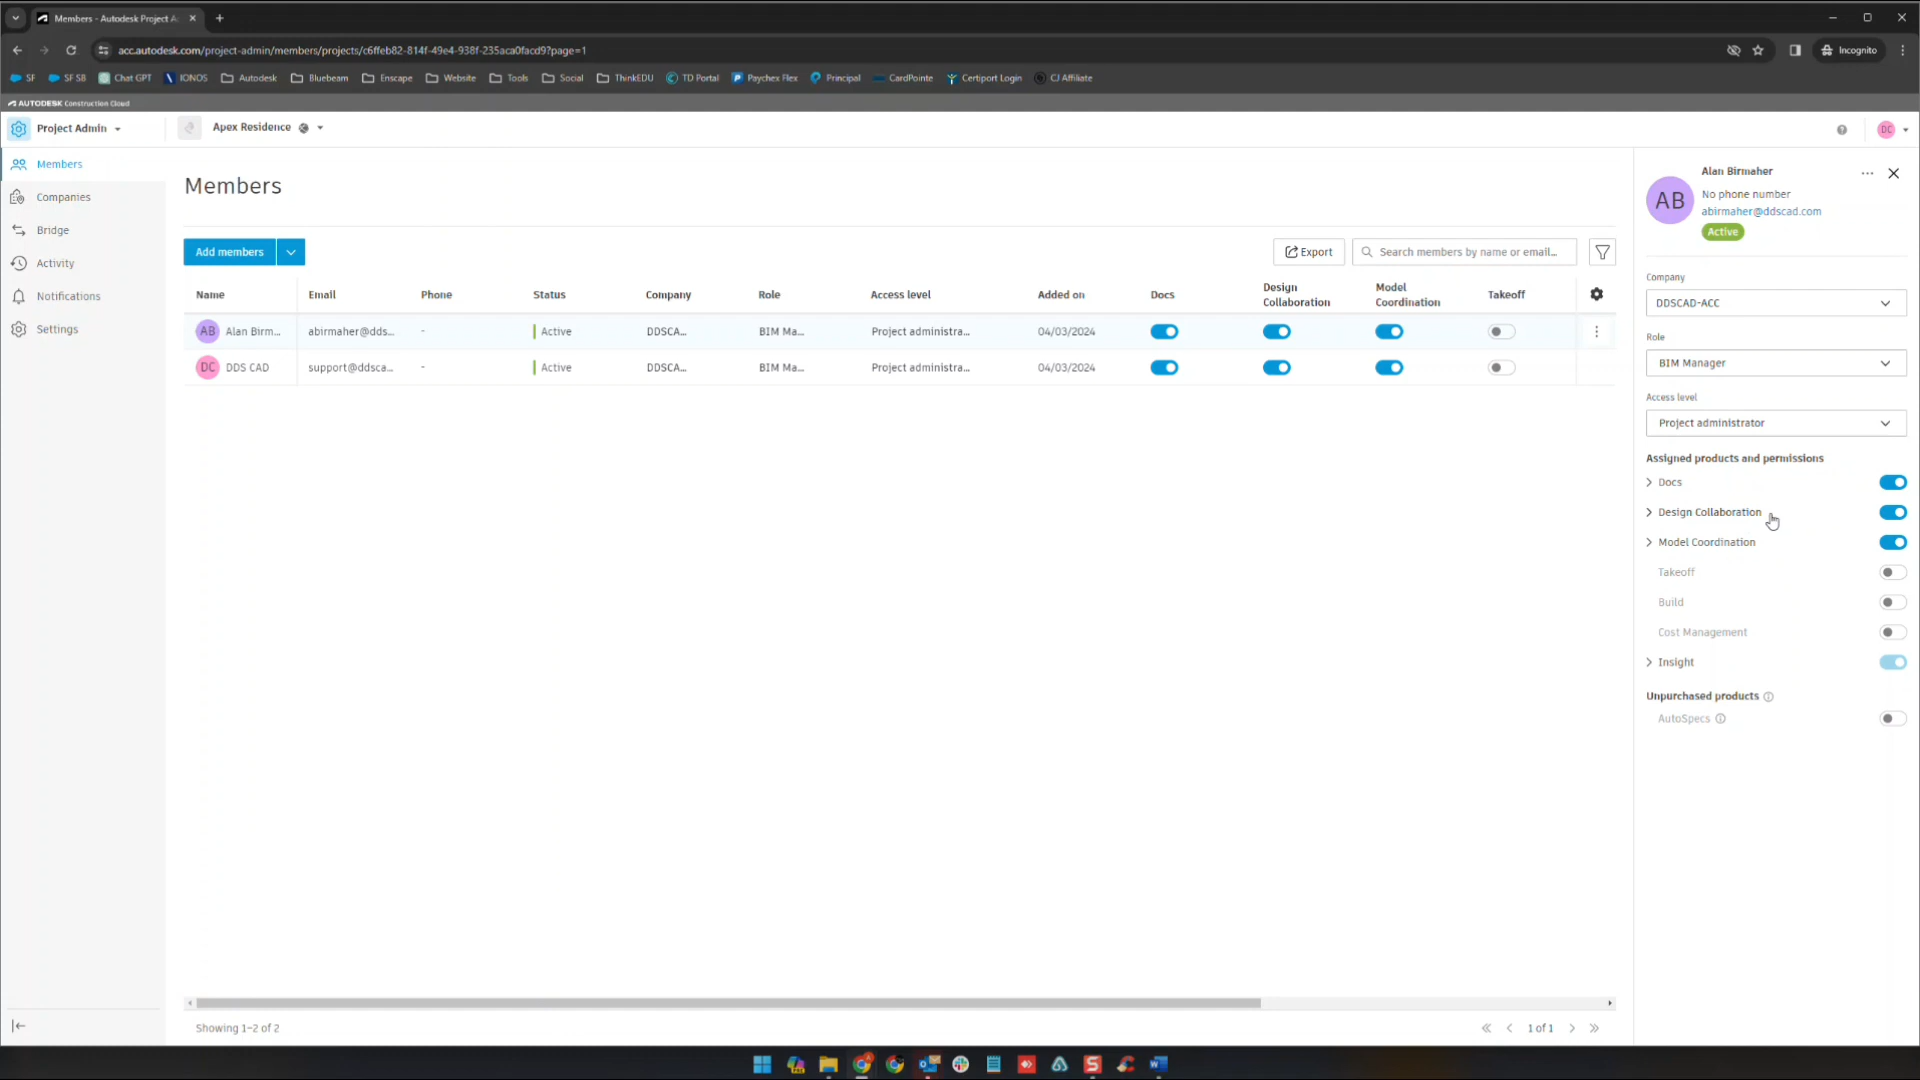 Members - Autodesk Project A
acc.autodesk.com/project-admin/members/projects/c6ffeb82-814f-49e4-938f-235aca0facd9?page=1
Incognito
SF SF SB Chat GPT IONOS Autodesk Bluebeam Enscape Website Tools Social ThinkEDU TD Portal Paychex Flex Principal CardPointe Certiport Login CJ Affiliate
AUTODESK Construction Cloud
Project Admin
Apex Residence
DC
Members
Companies
Bridge
Activity
Notifications
Settings
Members
Add members
Export
Search members by name or email...
Name Email Phone Status Company Role Access level Added on Docs Design Collaboration Model Coordination Takeoff
AB Alan Birm... abirmaher@dds... - Active DDSCA... BIM Ma... Project administra... 04/03/2024
DC DDS CAD support@ddsca... - Active DDSCA... BIM Ma... Project administra... 04/03/2024
Showing 1-2 of 2
1 of 1
AB
Alan Birmaher
No phone number
abirmaher@ddscad.com
Active
Company
DDSCAD-ACC
Role
BIM Manager
Access level
Project administrator
Assigned products and permissions
Docs
Design Collaboration
Model Coordination
Takeoff
Build
Cost Management
Insight
Unpurchased products
AutoSpecs